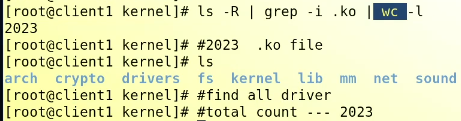 [root@client1 kernel]# ls -R | grep -i .ko | wc -l
2023
[root@client1 kernel]# #2023  .ko file
[root@client1 kernel]# ls
arch  crypto  drivers  fs  kernel  lib  mm  net  sound
[root@client1 kernel]# #find all driver
[root@client1 kernel]# #total count --- 2023